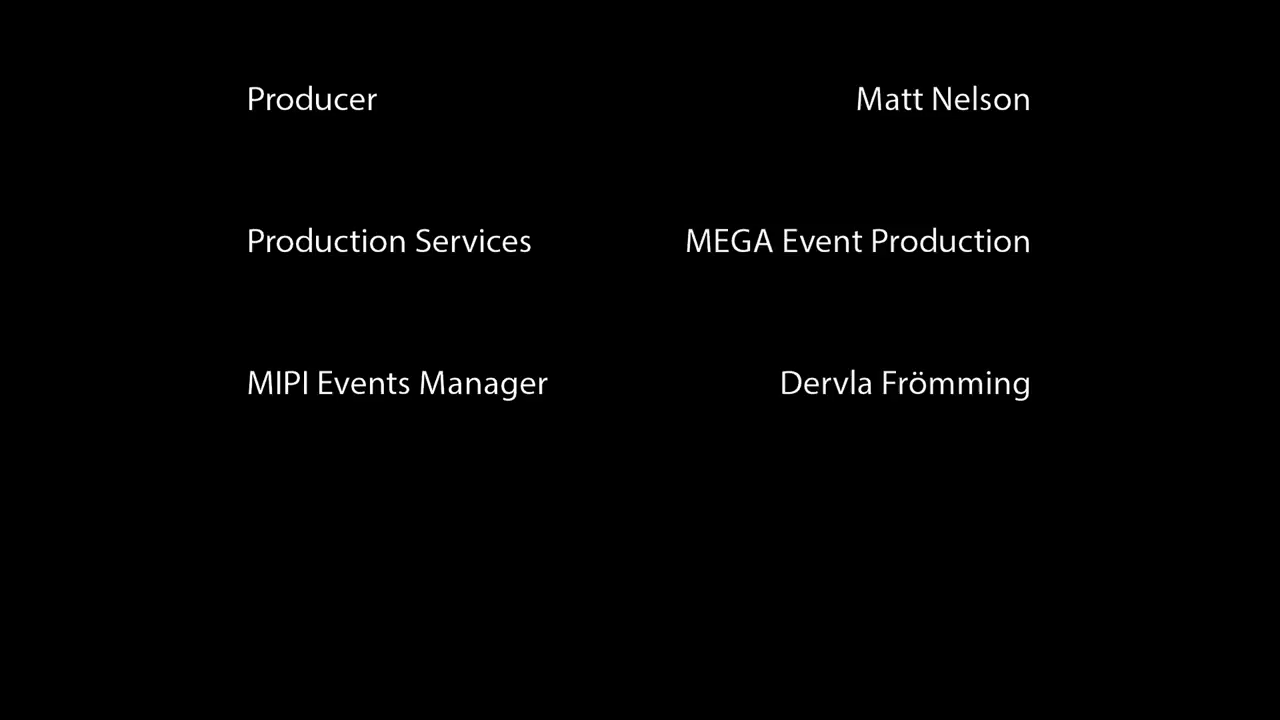 Producer Matt Nelson
Production Services MEGA Event Production
MIPI Events Manager Dervla Frömming